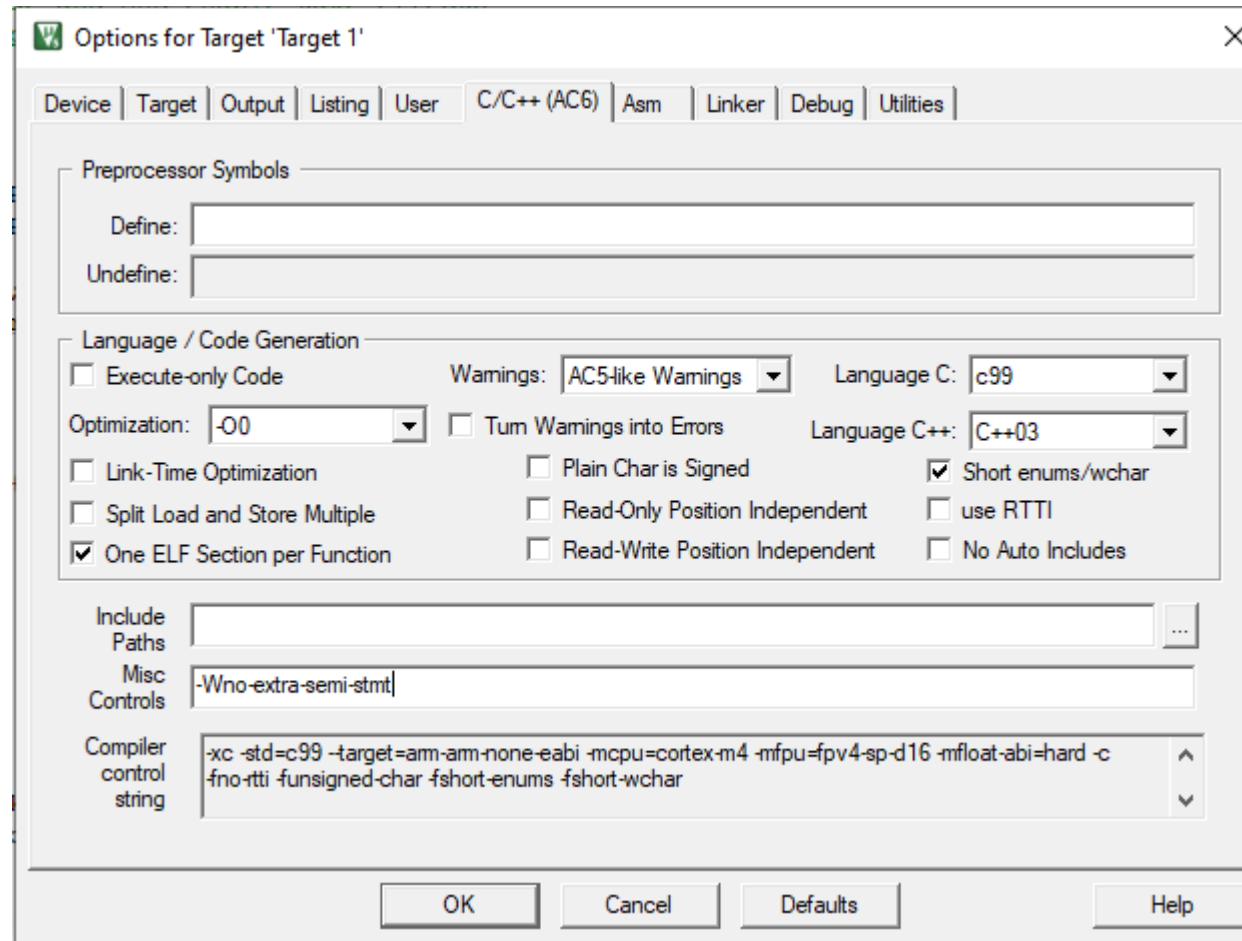 Options for Target 'Target 1'
Device Target Output Listing User C/C++ (AC6) Asm Linker Debug Utilities
Preprocessor Symbols
Define:
Undefine:
Language / Code Generation
Execute-only Code Warnings: AC5-like Warnings Language C: c99
Optimization: -O0 Turn Warnings into Errors Language C++: C++03
Link-Time Optimization Plain Char is Signed Short enums/wchar
Split Load and Store Multiple Read-Only Position Independent use RTTI
One ELF Section per Function Read-Write Position Independent No Auto Includes
Include
Paths
...
Misc
Controls
-Wno-extra-semi-stmt
Compiler
control
string
-xc -std=c99 --target=arm-arm-none-eabi -mcpu=cortex-m4 -mfpu=fpv4-sp-d16 -mfloat-abi=hard -c
-fno-rtti -funsigned-char -fshort-enums -fshort-wchar
OK Cancel Defaults Help